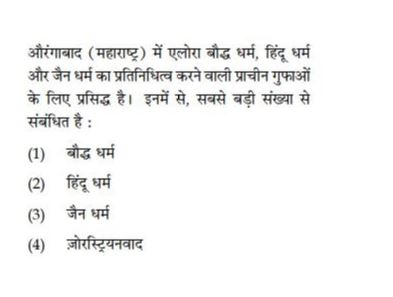 औरंगाबाद (महाराष्ट्र) में एलोरा बौद्ध धर्म, हिंदू धर्म
और जैन धर्म का प्रतिनिधित्व करने वाली प्राचीन गुफाओं
के लिए प्रसिद्ध है। इनमें से, सबसे बड़ी संख्या से
संबंधित है :
(1) बौद्ध धर्म
(2) हिंदू धर्म
(3) जैन धर्म
(4) ज़ोरस्ट्रियनवाद